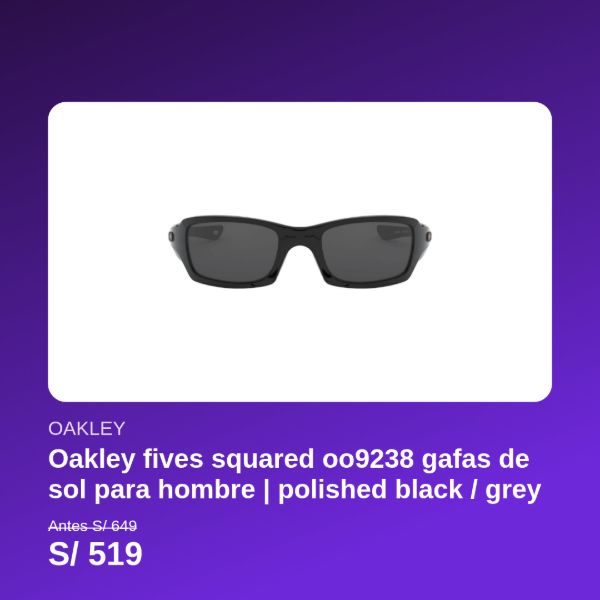 OAKLEY
Oakley fives squared oo9238 gafas de
sol para hombre | polished black / grey
Antes S/ 649
S/ 519